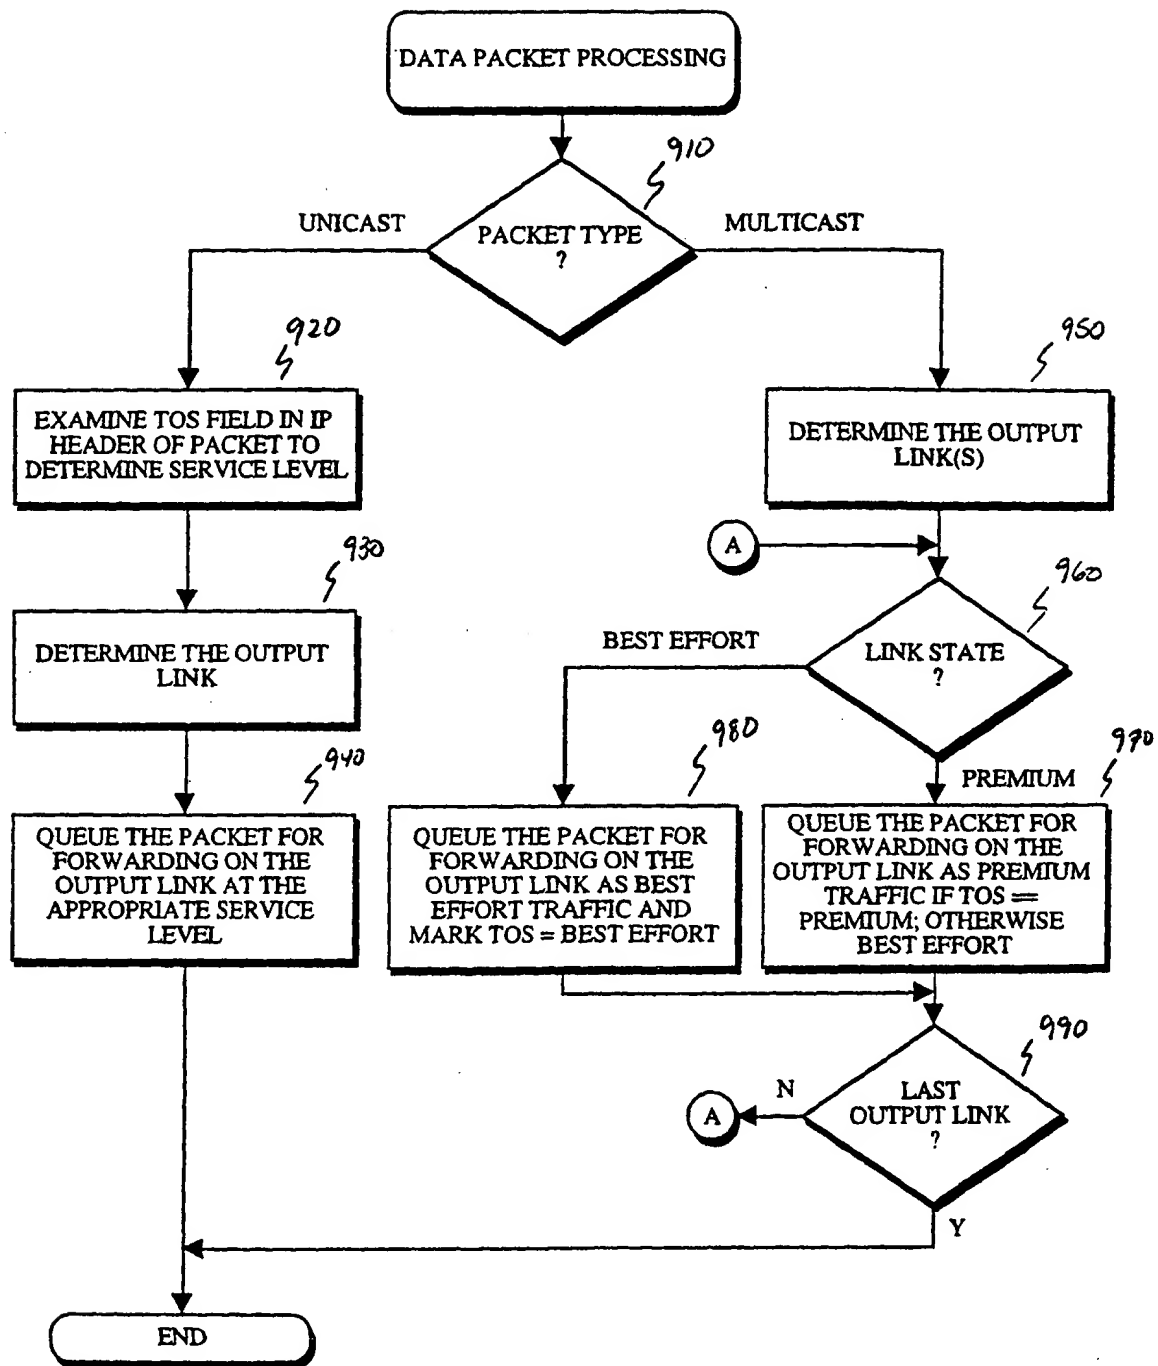 DATA PACKET PROCESSING
910
UNICAST
PACKET TYPE
?
MULTICAST
920
EXAMINE TOS FIELD IN IP
HEADER OF PACKET TO
DETERMINE SERVICE LEVEL
930
DETERMINE THE OUTPUT
LINK
940
QUEUE THE PACKET FOR
FORWARDING ON THE
OUTPUT LINK AT THE
APPROPRIATE SERVICE
LEVEL
950
DETERMINE THE OUTPUT
LINK(S)
A
960
BEST EFFORT
LINK STATE
?
PREMIUM
980
QUEUE THE PACKET FOR
FORWARDING ON THE
OUTPUT LINK AS BEST
EFFORT TRAFFIC AND
MARK TOS = BEST EFFORT
970
QUEUE THE PACKET FOR
FORWARDING ON THE
OUTPUT LINK AS PREMIUM
TRAFFIC IF TOS ==
PREMIUM; OTHERWISE
BEST EFFORT
990
LAST
OUTPUT LINK
?
N
A
Y
END